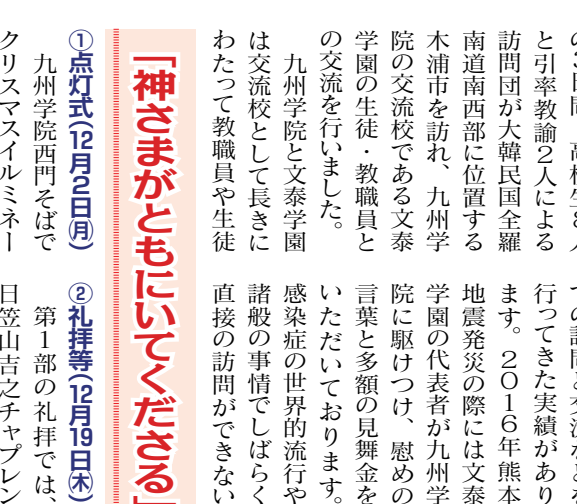 と引率教諭2人による
訪問団が大韓民国全羅
南道南西部に位置する
木浦市を訪れ、九州学
院の交流校である文泰
学園の生徒・教職員と
の交流を行いました。
九州学院と文泰学園
は交流校として長きに
わたって教職員や生徒
行ってきた実績があり
ます。2016年熊本
地震発災の際には文泰
学園の代表者が九州学
院に駆けつけ、慰めの
言葉と多額の見舞金を
いただいております。
感染症の世界的流行や
諸般の事情でしばらく
直接の訪問ができない
「神さまがともにいてくださる」
①点灯式(12月2日㊊)
九州学院西門そばで
クリスマスイルミネー
②礼拝等(12月19日㊍)
第1部の礼拝では、
日笠山吉之チャプレン